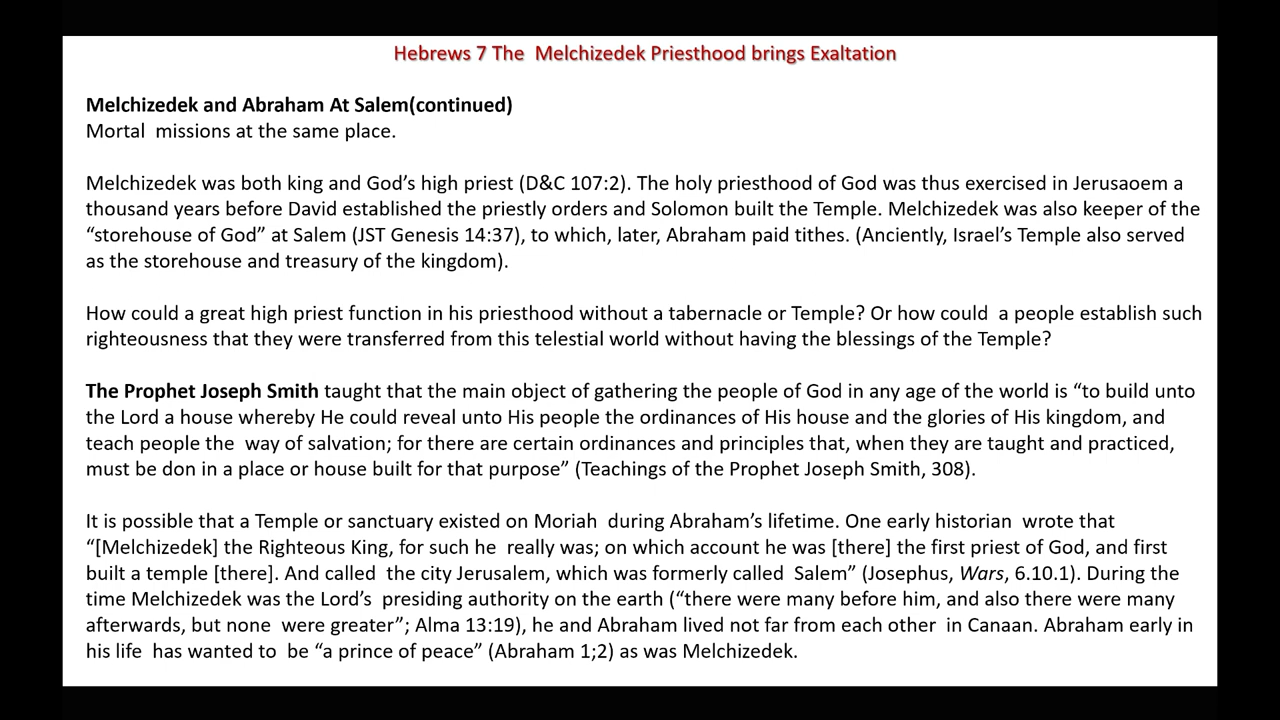 Hebrews 7 The  Melchizedek Priesthood brings Exaltation
Melchizedek and Abraham At Salem(continued)
Mortal  missions at the same place.
Melchizedek was both king and God’s high priest (D&C 107:2). The holy priesthood of God was thus exercised in Jerusaoem a
thousand years before David established the priestly orders and Solomon built the Temple. Melchizedek was also keeper of the
“storehouse of God” at Salem (JST Genesis 14:37), to which, later, Abraham paid tithes. (Anciently, Israel’s Temple also served
as the storehouse and treasury of the kingdom).
How could a great high priest function in his priesthood without a tabernacle or Temple? Or how could  a people establish such
righteousness that they were transferred from this telestial world without having the blessings of the Temple?
The Prophet Joseph Smith taught that the main object of gathering the people of God in any age of the world is “to build unto
the Lord a house whereby He could reveal unto His people the ordinances of His house and the glories of His kingdom, and
teach people the  way of salvation; for there are certain ordinances and principles that, when they are taught and practiced,
must be don in a place or house built for that purpose” (Teachings of the Prophet Joseph Smith, 308).
It is possible that a Temple or sanctuary existed on Moriah  during Abraham’s lifetime. One early historian  wrote that
“[Melchizedek] the Righteous King, for such he  really was; on which account he was [there] the first priest of God, and first
built a temple [there]. And called  the city Jerusalem, which was formerly called  Salem” (Josephus, Wars, 6.10.1). During the
time Melchizedek was the Lord’s  presiding authority on the earth (“there were many before him, and also there were many
afterwards, but none  were greater”; Alma 13:19), he and Abraham lived not far from each other  in Canaan. Abraham early in
his life  has wanted to  be “a prince of peace” (Abraham 1;2) as was Melchizedek.